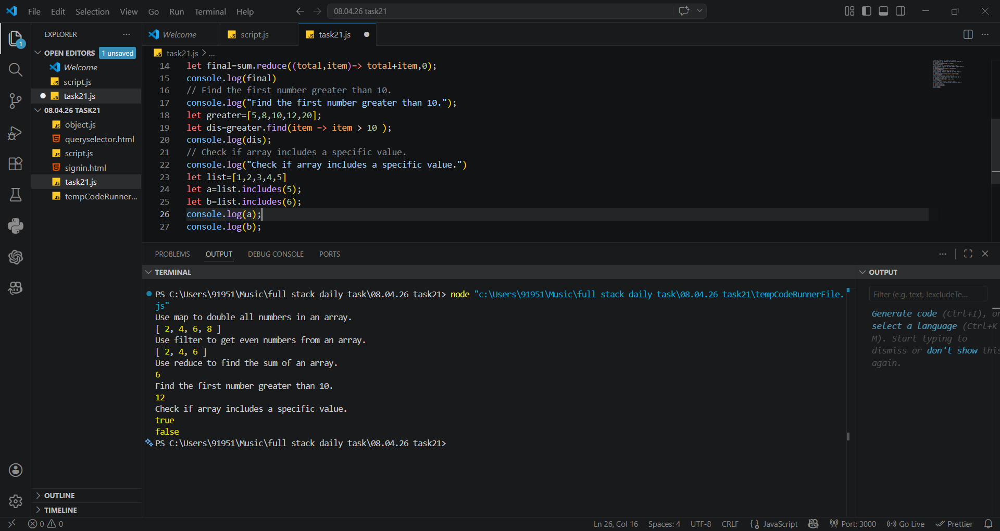 File Edit Selection View Go Run Terminal Help
08.04.26 task21
EXPLORER
OPEN EDITORS 1 unsaved
Welcome
script.js
task21.js
08.04.26 TASK21
object.js
queryselector.html
script.js
signin.html
task21.js
tempCodeRunner...
OUTLINE
TIMELINE
1
Welcome script.js task21.js
task21.js > ...
14 let final=sum.reduce((total,item)=> total+item,0);
15 console.log(final)
16 // Find the first number greater than 10.
17 console.log("Find the first number greater than 10.");
18 let greater=[5,8,10,12,20];
19 let dis=greater.find(item => item > 10 );
20 console.log(dis);
21 // Check if array includes a specific value.
22 console.log("Check if array includes a specific value.")
23 let list=[1,2,3,4,5]
24 let a=list.includes(5);
25 let b=list.includes(6);
26 console.log(a);
27 console.log(b);
PROBLEMS OUTPUT DEBUG CONSOLE PORTS
TERMINAL
PS C:\Users\91951\Music\full stack daily task\08.04.26 task21> node "c:\Users\91951\Music\full stack daily task\08.04.26 task21\tempCodeRunnerFile.
js"
Use map to double all numbers in an array.
[ 2, 4, 6, 8 ]
Use filter to get even numbers from an array.
[ 2, 4, 6 ]
Use reduce to find the sum of an array.
6
Find the first number greater than 10.
12
Check if array includes a specific value.
true
false
PS C:\Users\91951\Music\full stack daily task\08.04.26 task21>
OUTPUT
Filter (e.g. text, !excludeTe...
Generate code (Ctrl+I), or
select a language (Ctrl+K
M). Start typing to
dismiss or don't show this
again.
0 0
Ln 26, Col 16 Spaces: 4 UTF-8 CRLF {} JavaScript Port: 3000 Go Live Prettier